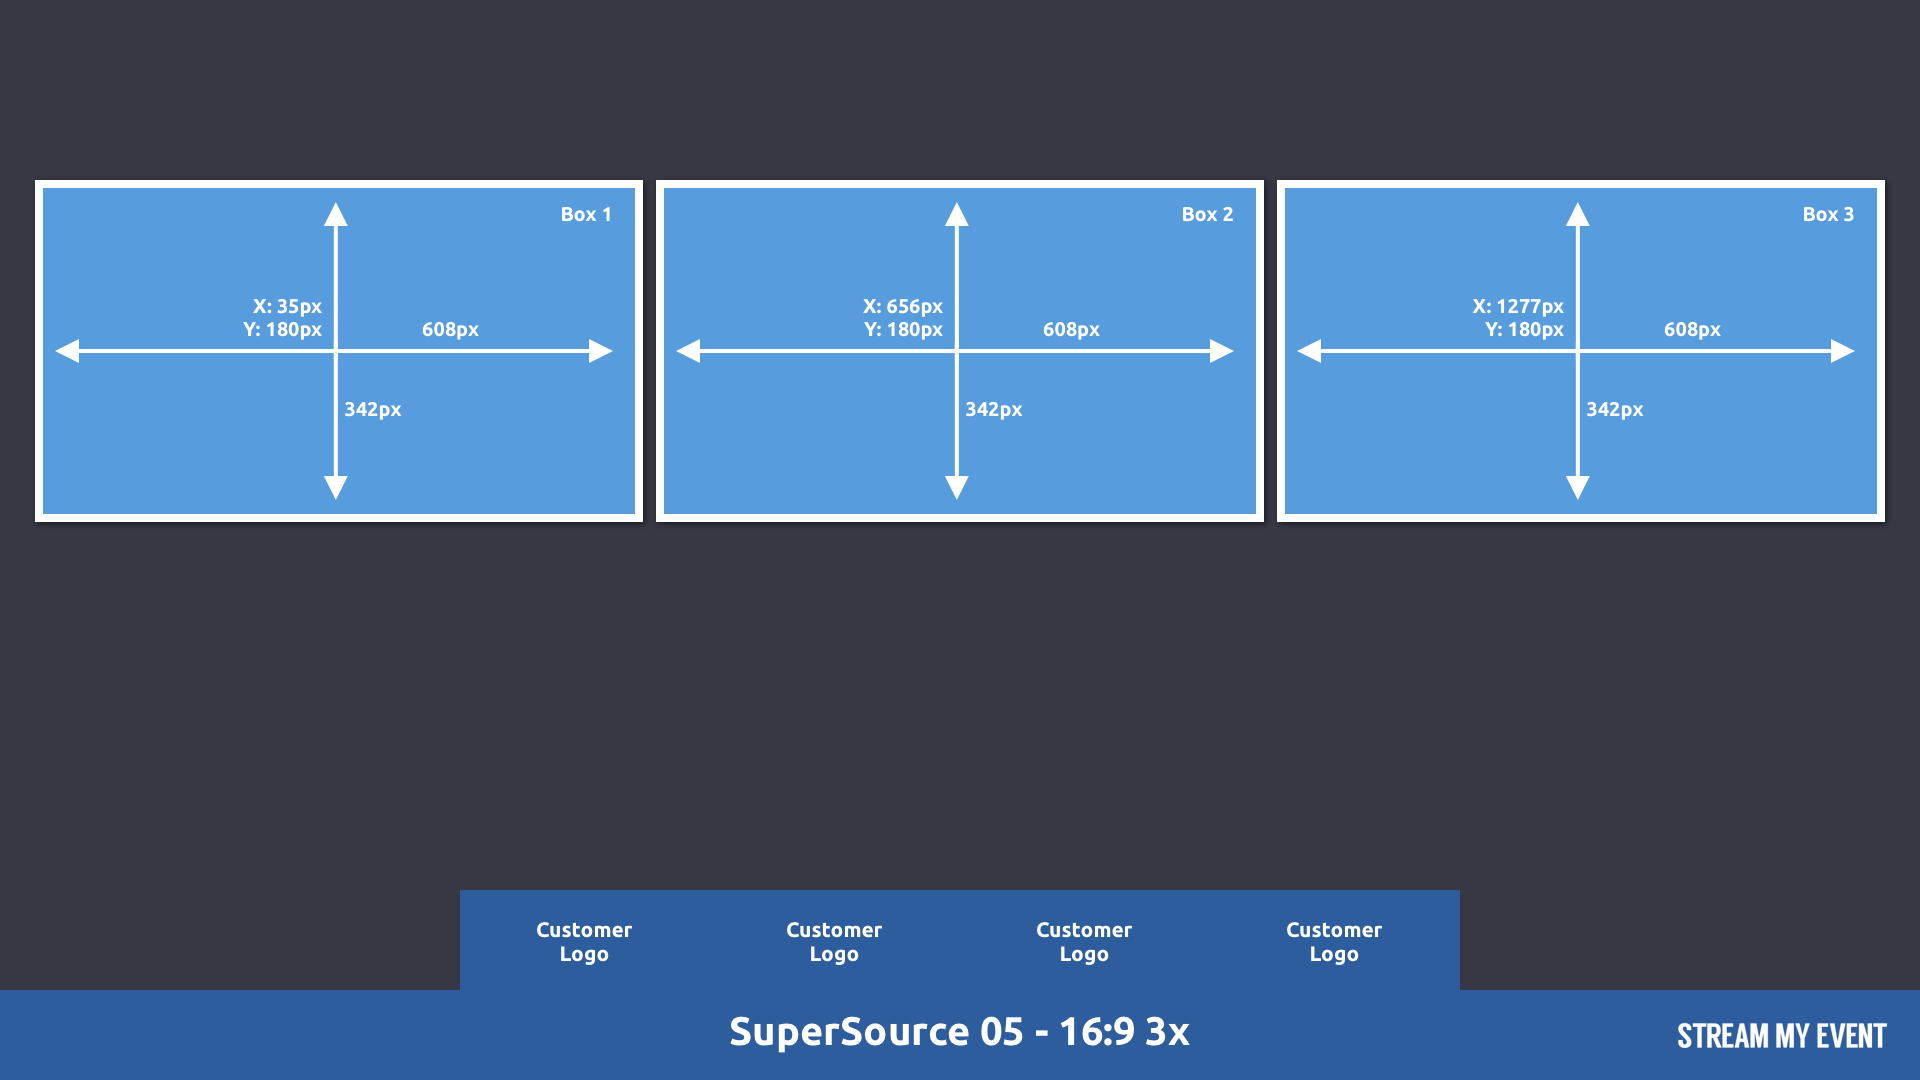 Box 1
X: 35px
Y: 180px
608px
342px
Box 2
X: 656px
Y: 180px
608px
342px
Box 3
X: 1277px
Y: 180px
608px
342px
Customer
Logo
Customer
Logo
Customer
Logo
Customer
Logo
SuperSource 05 - 16:9 3x
STREAM MY EVENT